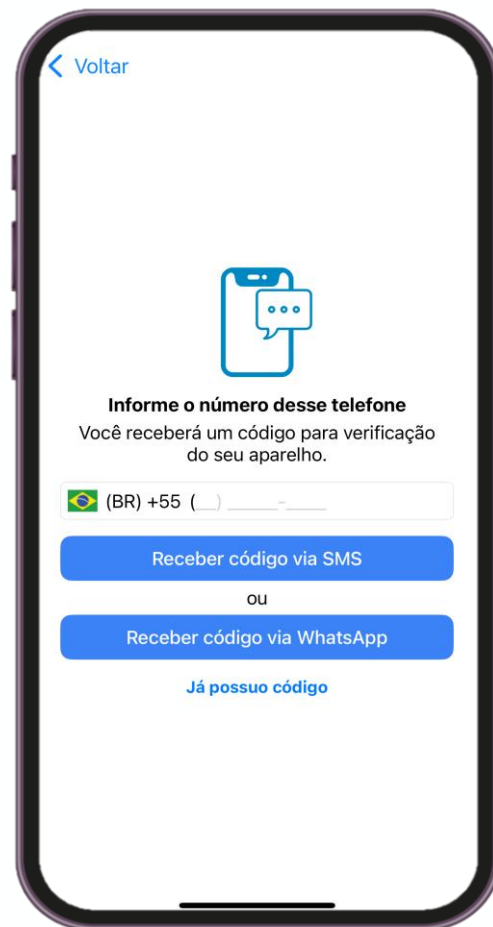 Voltar
Informe o número desse telefone
Você receberá um código para verificação
do seu aparelho.
(BR) +55 (__) _____-____
Receber código via SMS
ou
Receber código via WhatsApp
Já possuo código